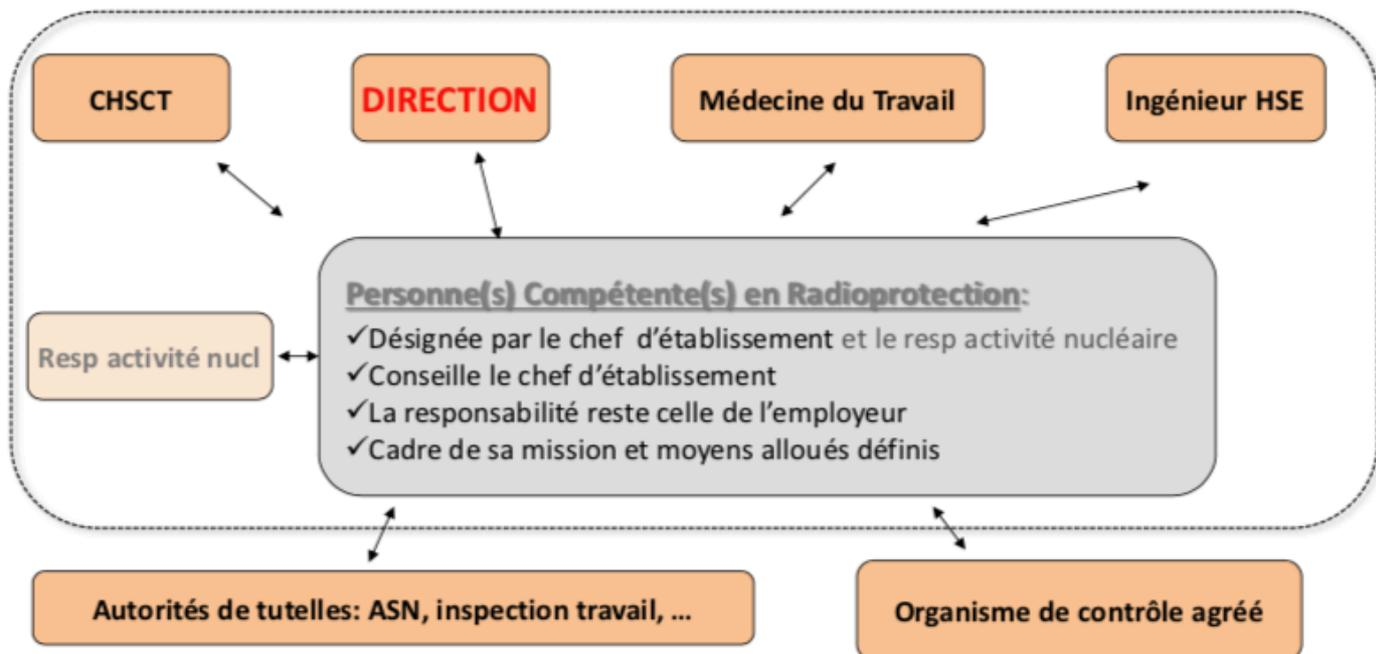 CHSCT
DIRECTION
Médecine du Travail
Ingénieur HSE
Resp activité nucl
Personne(s) Compétente(s) en Radioprotection:
✓Désignée par le chef d’établissement et le resp activité nucléaire
✓Conseille le chef d’établissement
✓La responsabilité reste celle de l’employeur
✓Cadre de sa mission et moyens alloués définis
Autorités de tutelles: ASN, inspection travail, ...
Organisme de contrôle agréé